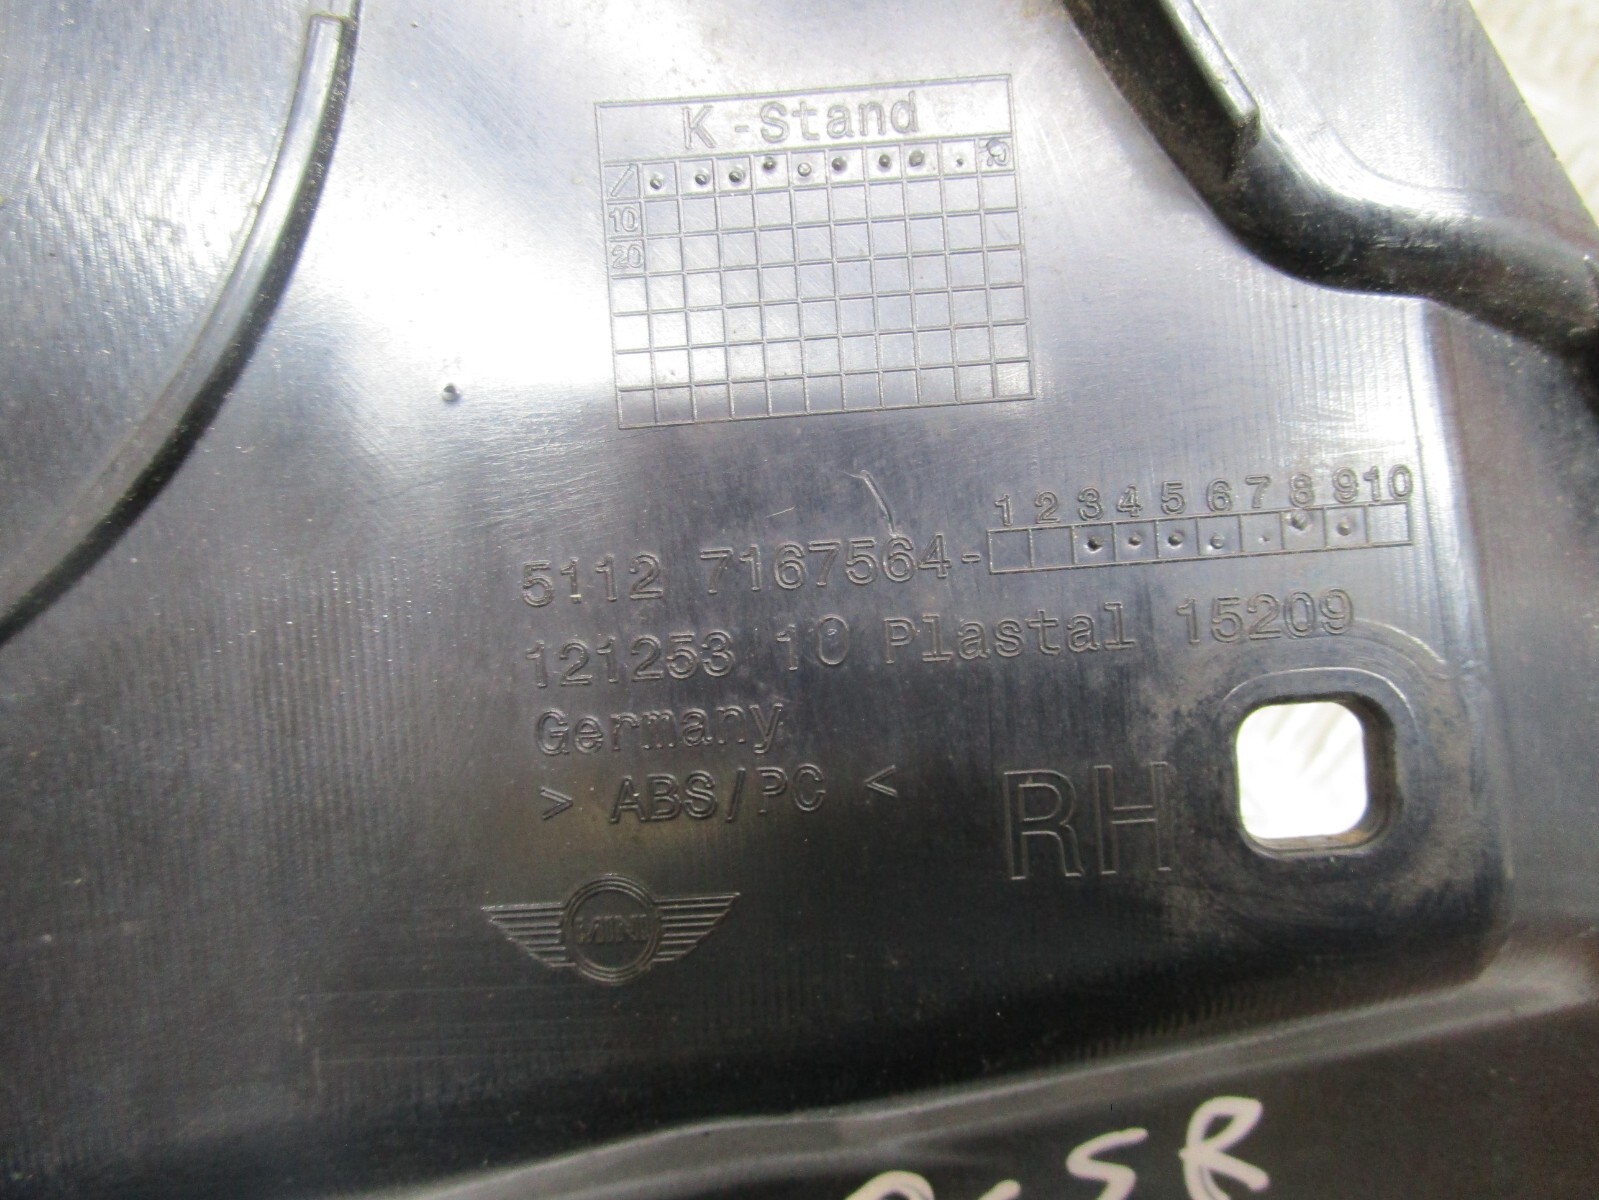 K-Stand
10
20
1 2 3 4 5 6 7 8 9 10
5112 7167564-
121253 10 Plastal 15209
Germany
> ABS/PC <
RH
MINI
-SR